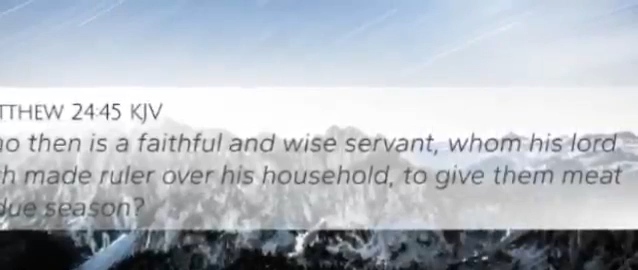 TTHEW 24:45 KJV
no then is a faithful and wise servant, whom his lord
h made ruler over his household, to give them meat
due season?